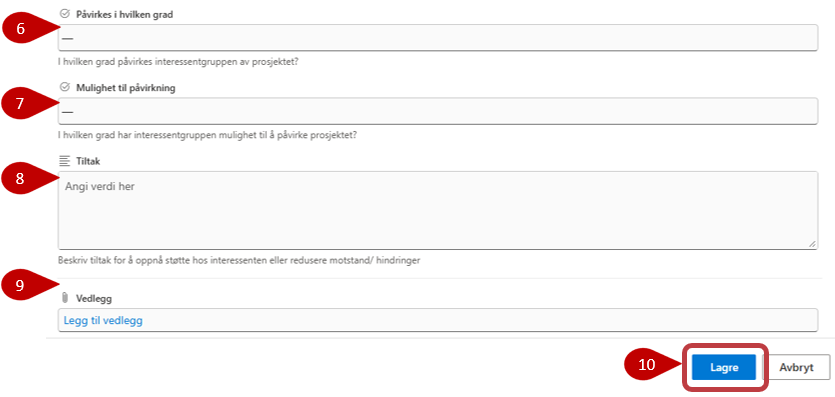 Påvirkes i hvilken grad
6
—
I hvilken grad påvirkes interessentgruppen av prosjektet?
Mulighet til påvirkning
7
—
I hvilken grad har interessentgruppen mulighet til å påvirke prosjektet?
Tiltak
8
Angi verdi her
Beskriv tiltak for å oppnå støtte hos interessenten eller redusere motstand/ hindringer
9
Vedlegg
Legg til vedlegg
10
Lagre
Avbryt